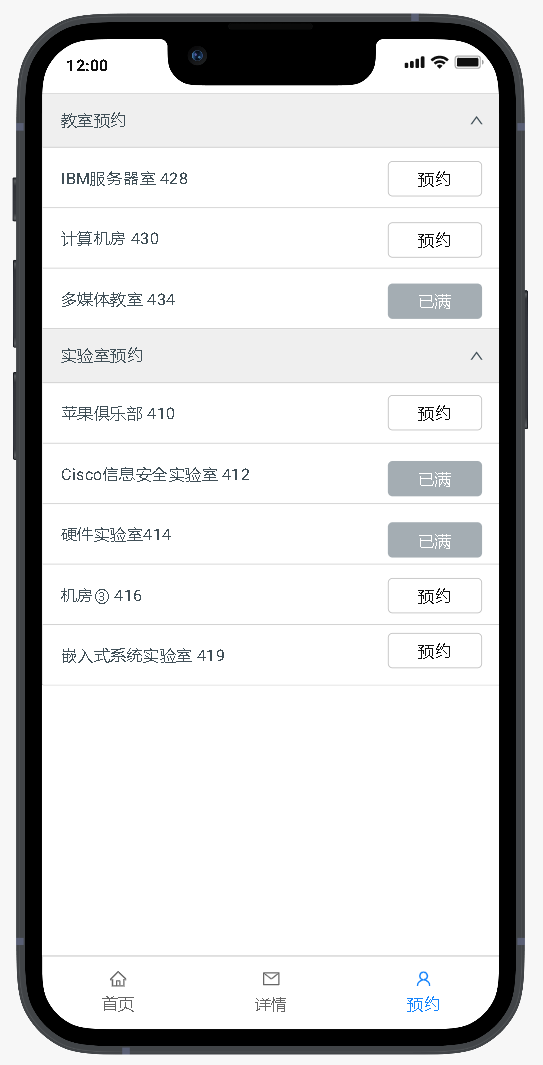 12:00
教室预约
IBM服务器室 428
预约
计算机房 430
预约
多媒体教室 434
已满
实验室预约
苹果俱乐部 410
预约
Cisco信息安全实验室 412
已满
硬件实验室414
已满
机房③ 416
预约
嵌入式系统实验室 419
预约
首页
详情
预约